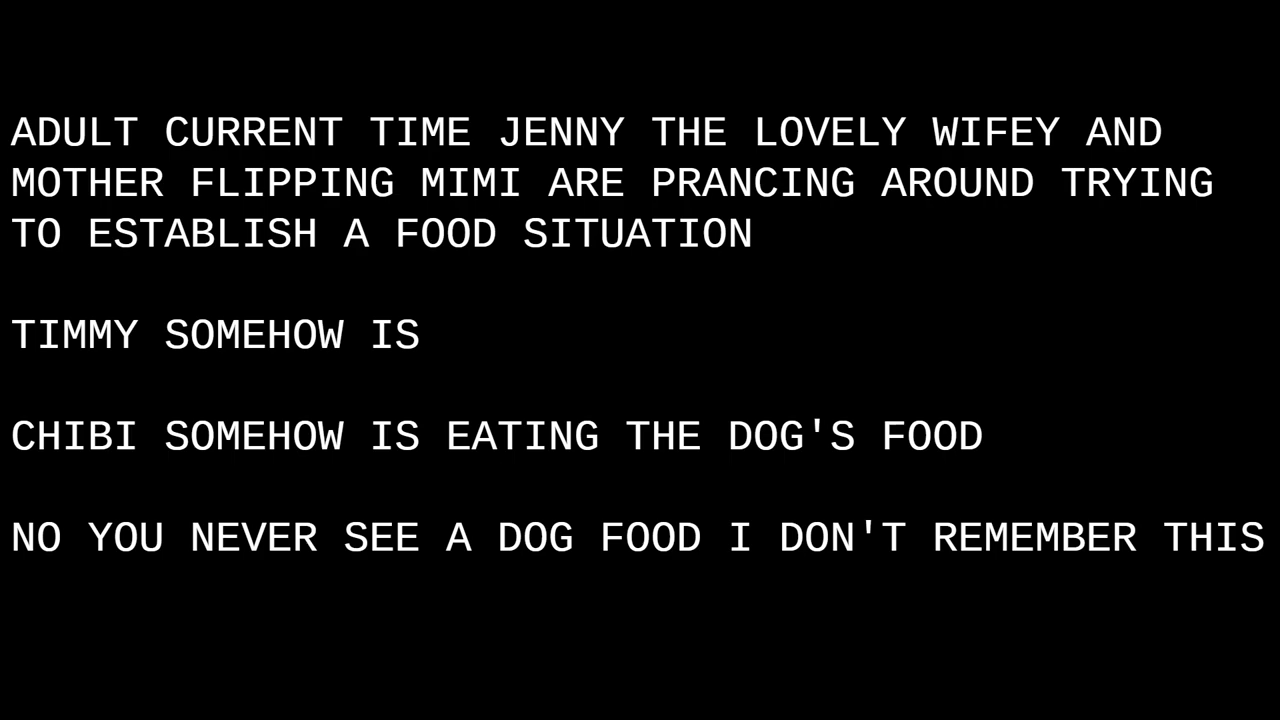 ADULT CURRENT TIME JENNY THE LOVELY WIFEY AND
MOTHER FLIPPING MIMI ARE PRANCING AROUND TRYING
TO ESTABLISH A FOOD SITUATION
TIMMY SOMEHOW IS
CHIBI SOMEHOW IS EATING THE DOG'S FOOD
NO YOU NEVER SEE A DOG FOOD I DON'T REMEMBER THIS